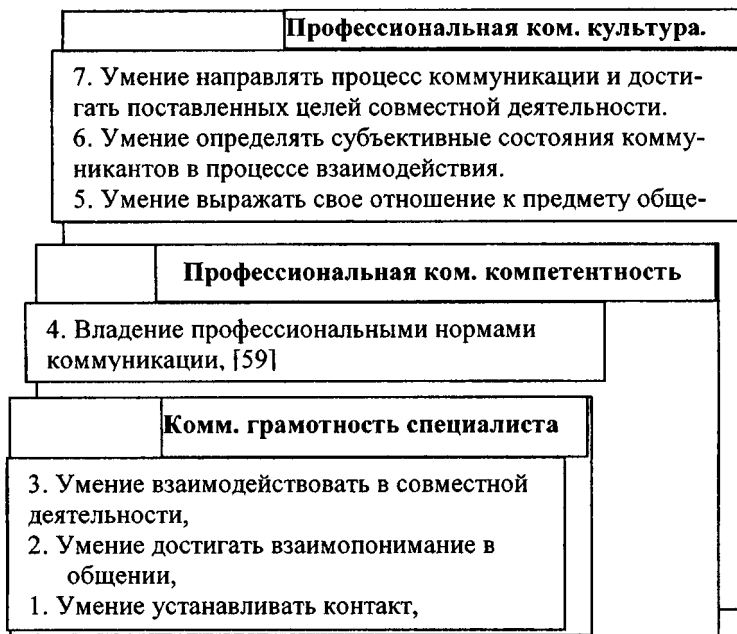 Профессиональная ком. культура.
7. Умение направлять процесс коммуникации и дости-
гать поставленных целей совместной деятельности.
6. Умение определять субъективные состояния комму-
никантов в процессе взаимодействия.
5. Умение выражать свое отношение к предмету обще-
Профессиональная ком. компетентность
4. Владение профессиональными нормами
коммуникации, [59]
Комм. грамотность специалиста
3. Умение взаимодействовать в совместной
деятельности,
2. Умение достигать взаимопонимание в
общении,
1. Умение устанавливать контакт,